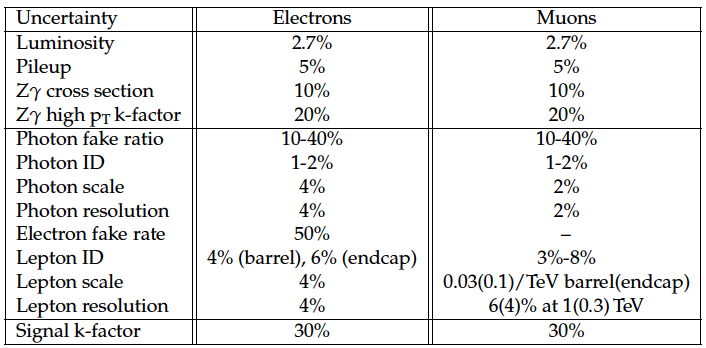 Uncertainty Electrons Muons
Luminosity 2.7% 2.7%
Pileup 5% 5%
Zγ cross section 10% 10%
Zγ high pT k-factor 20% 20%
Photon fake ratio 10-40% 10-40%
Photon ID 1-2% 1-2%
Photon scale 4% 2%
Photon resolution 4% 2%
Electron fake rate 50% –
Lepton ID 4% (barrel), 6% (endcap) 3%-8%
Lepton scale 4% 0.03(0.1)/TeV barrel(endcap)
Lepton resolution 4% 6(4)% at 1(0.3) TeV
Signal k-factor 30% 30%